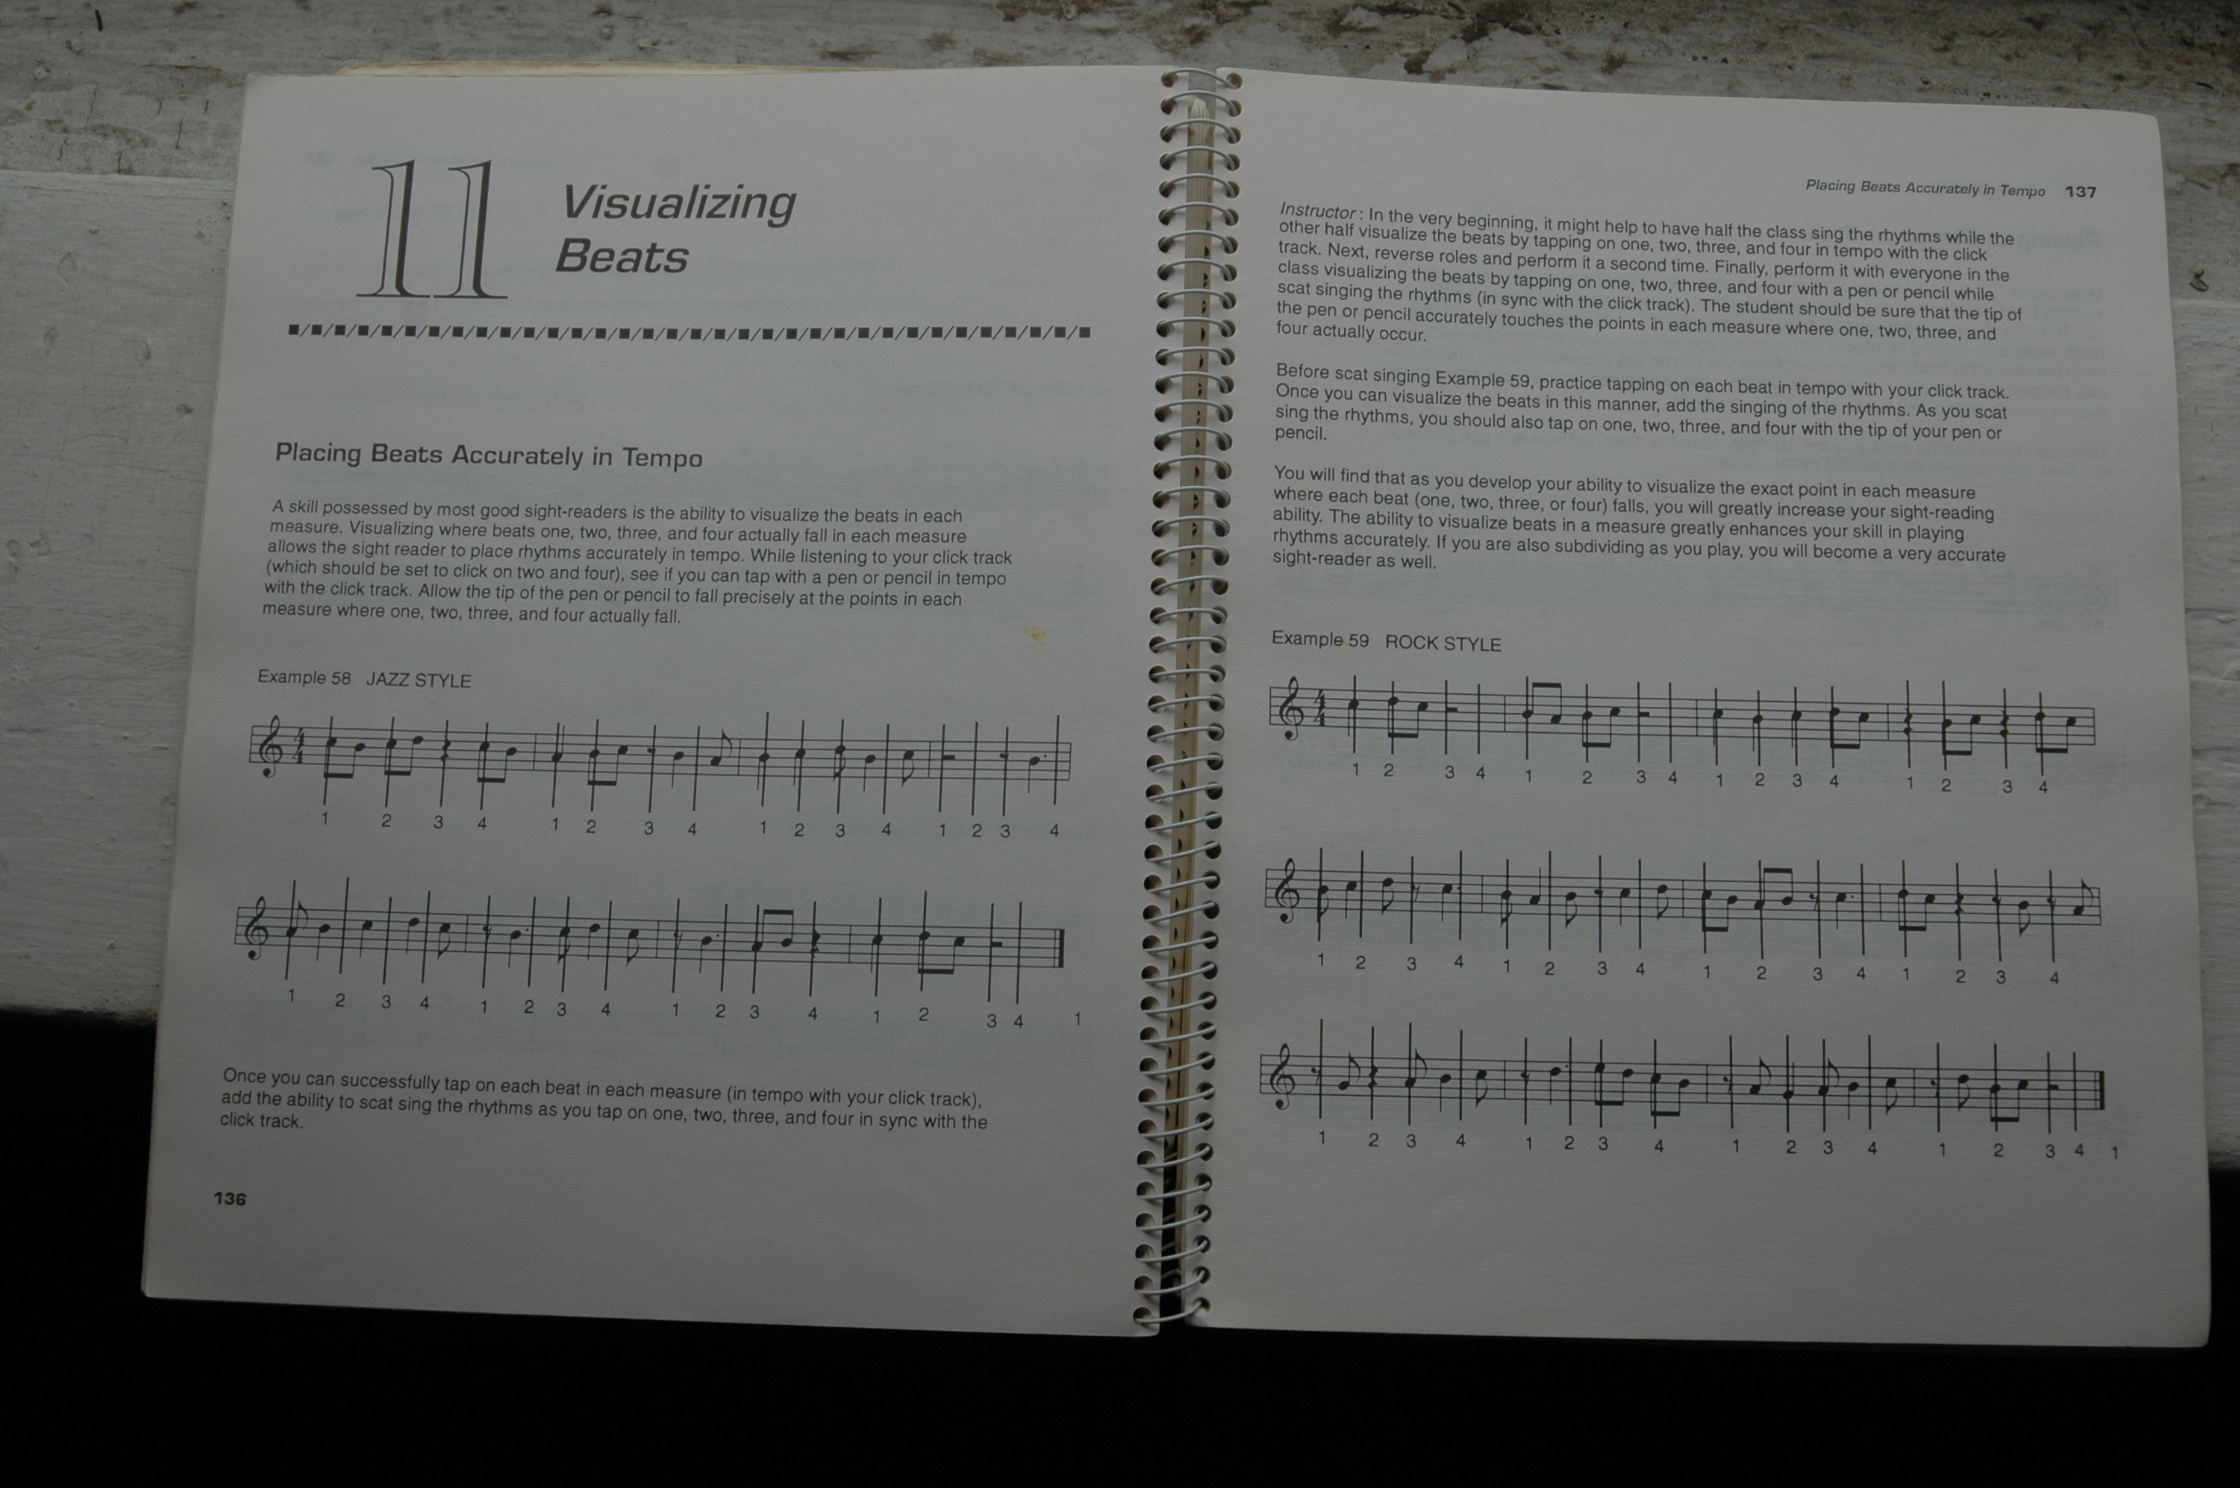 11
Visualizing
Beats
Placing Beats Accurately in Tempo
A skill possessed by most good sight-readers is the ability to visualize the beats in each
measure. Visualizing where beats one, two, three, and four actually fall in each measure
allows the sight reader to place rhythms accurately in tempo. While listening to your click track
(which should be set to click on two and four), see if you can tap with a pen or pencil in tempo
with the click track. Allow the tip of the pen or pencil to fall precisely at the points in each
measure where one, two, three, and four actually fall.
Example 58 JAZZ STYLE
4
4
1 2 3 4 1 2 3 4 1 2 3 4 1 2 3 4
1 2 3 4 1 2 3 4 1 2 3 4 1 2 3 4 1
Once you can successfully tap on each beat in each measure (in tempo with your click track),
add the ability to scat sing the rhythms as you tap on one, two, three, and four in sync with the
click track.
136
Placing Beats Accurately in Tempo 137
Instructor: In the very beginning, it might help to have half the class sing the rhythms while the
other half visualize the beats by tapping on one, two, three, and four in tempo with the click
track. Next, reverse roles and perform it a second time. Finally, perform it with everyone in the
class visualizing the beats by tapping on one, two, three, and four with a pen or pencil while
scat singing the rhythms (in sync with the click track). The student should be sure that the tip of
the pen or pencil accurately touches the points in each measure where one, two, three, and
four actually occur.
Before scat singing Example 59, practice tapping on each beat in tempo with your click track.
Once you can visualize the beats in this manner, add the singing of the rhythms. As you scat
sing the rhythms, you should also tap on one, two, three, and four with the tip of your pen or
pencil.
You will find that as you develop your ability to visualize the exact point in each measure
where each beat (one, two, three, or four) falls, you will greatly increase your sight-reading
ability. The ability to visualize beats in a measure greatly enhances your skill in playing
rhythms accurately. If you are also subdividing as you play, you will become a very accurate
sight-reader as well.
Example 59 ROCK STYLE
4
4
1 2 3 4 1 2 3 4 1 2 3 4 1 2 3 4
1 2 3 4 1 2 3 4 1 2 3 4 1 2 3 4
1 2 3 4 1 2 3 4 1 2 3 4 1 2 3 4 1